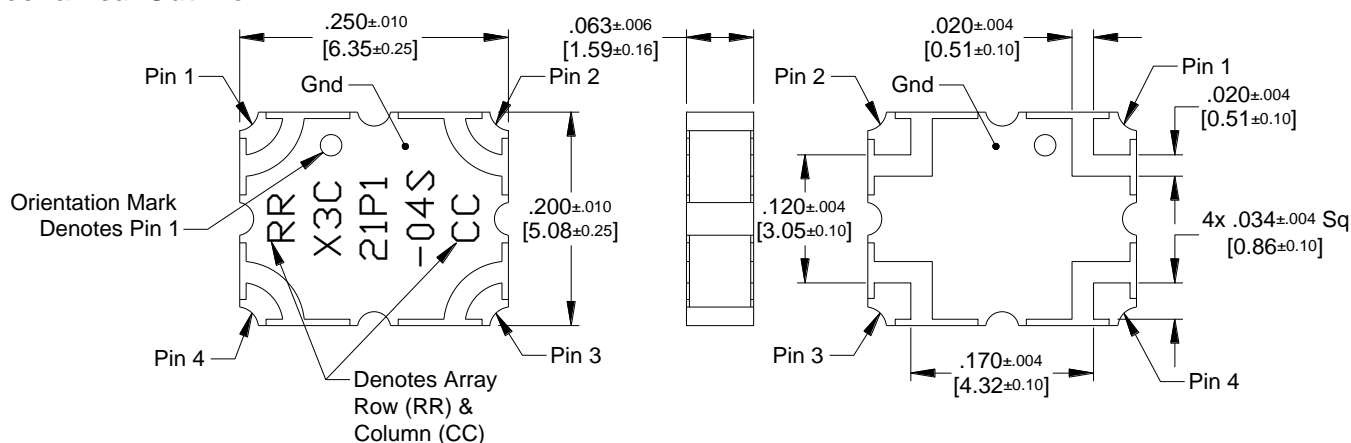 .250±.010
[6.35±0.25]
.063±.006
[1.59±0.16]
.020±.004
[0.51±0.10]
Pin 1
Gnd
Pin 2
Pin 2
Gnd
Pin 1
.020±.004
[0.51±0.10]
Orientation Mark
Denotes Pin 1
RR
X3C
21P1
-04S
CC
.200±.010
[5.08±0.25]
.120±.004
[3.05±0.10]
4x .034±.004 Sq
[0.86±0.10]
Pin 4
Pin 3
Pin 3
Pin 4
.170±.004
[4.32±0.10]
Denotes Array
Row (RR) &
Column (CC)